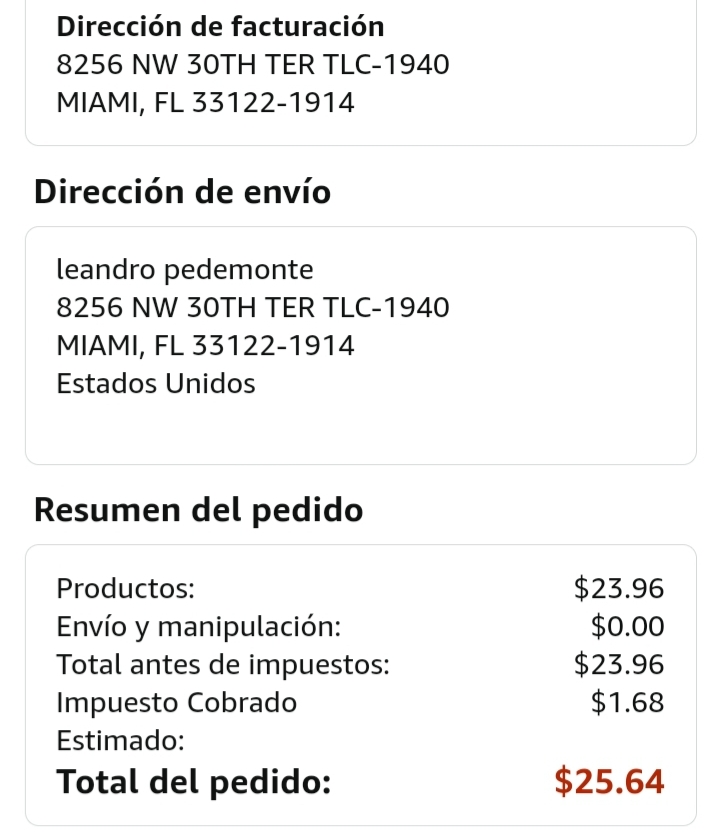 Dirección de facturación
8256 NW 30TH TER TLC-1940
MIAMI, FL 33122-1914
Dirección de envío
leandro pedemonte
8256 NW 30TH TER TLC-1940
MIAMI, FL 33122-1914
Estados Unidos
Resumen del pedido
Productos: $23.96
Envío y manipulación: $0.00
Total antes de impuestos: $23.96
Impuesto Cobrado $1.68
Estimado:
Total del pedido: $25.64